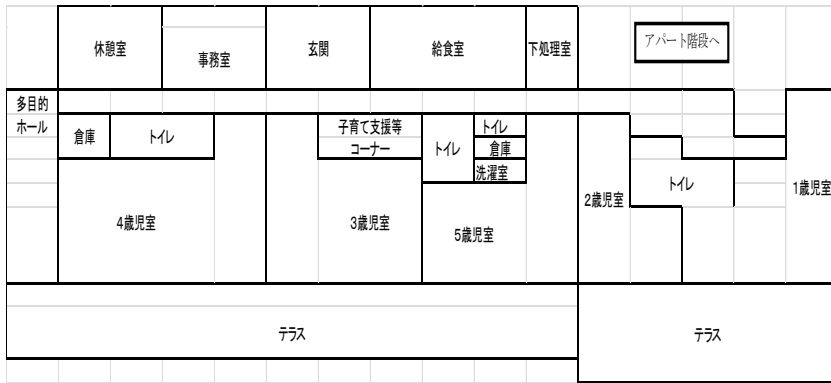 休憩室
事務室
玄関
給食室
下処理室
アパート階段へ
多目的
ホール
倉庫
トイレ
子育て支援等
コーナー
トイレ
トイレ
倉庫
洗濯室
4歳児室
3歳児室
5歳児室
2歳児室
トイレ
1歳児室
テラス
テラス